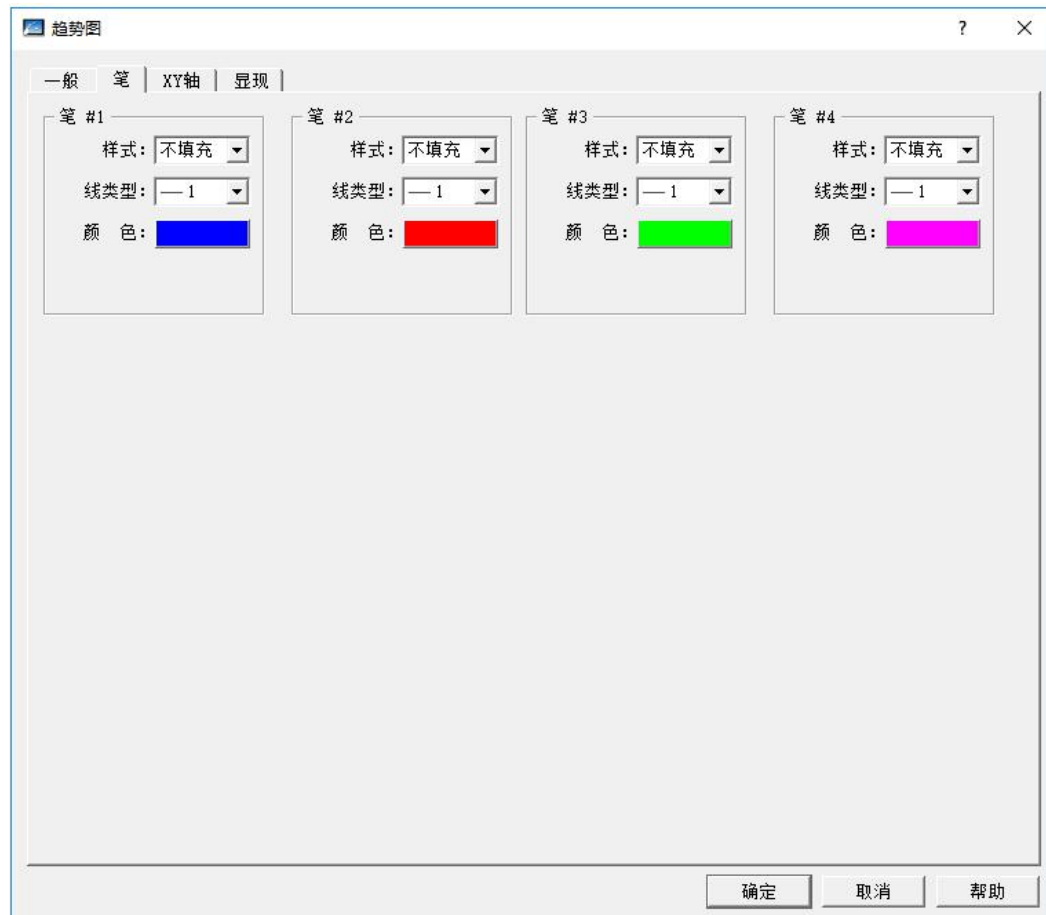 趋势图 ? ×
一般 笔 XY轴 显现
笔 #1 笔 #2 笔 #3 笔 #4
样式: 不填充 样式: 不填充 样式: 不填充 样式: 不填充
线类型: — 1 线类型: — 1 线类型: — 1 线类型: — 1
颜 色: 颜 色: 颜 色: 颜 色:
确定 取消 帮助